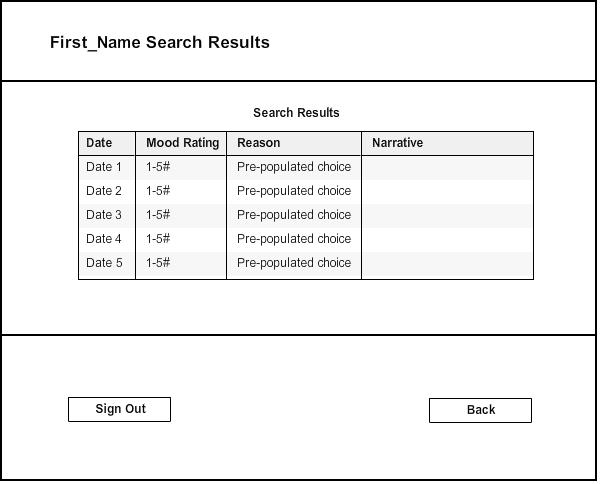 First_Name Search Results
Search Results
Date Mood Rating Reason Narrative
Date 1 1-5# Pre-populated choice
Date 2 1-5# Pre-populated choice
Date 3 1-5# Pre-populated choice
Date 4 1-5# Pre-populated choice
Date 5 1-5# Pre-populated choice
Sign Out Back